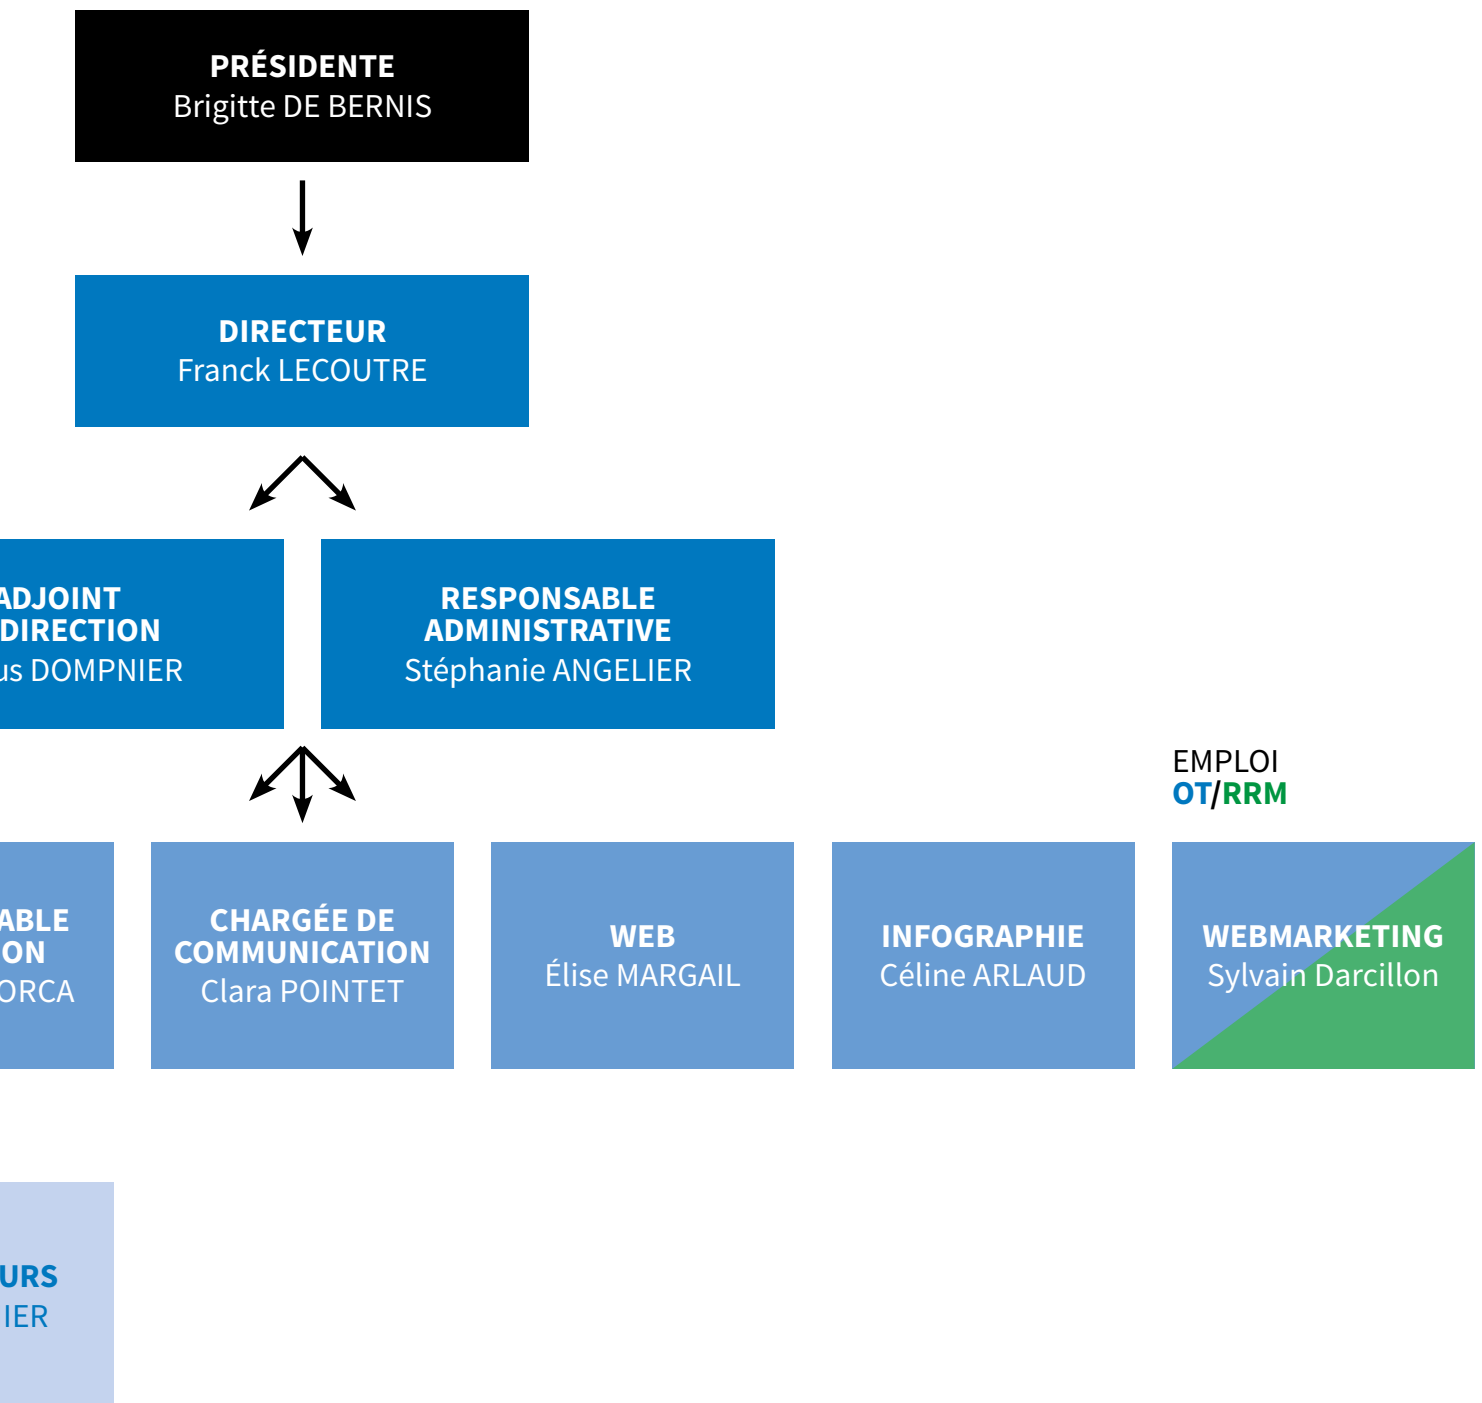 PRÉSIDENTE
Brigitte DE BERNIS
DIRECTEUR
Franck LECOUTRE
ADJOINT
DIRECTION
DOMPNIER
RESPONSABLE
ADMINISTRATIVE
Stéphanie ANGELIER
EMPLOI
OT/RRM
CHARGÉE DE
COMMUNICATION
Clara POINTET
WEB
Élise MARGAIL
INFOGRAPHIE
Céline ARLAUD
WEBMARKETING
Sylvain Darcillon